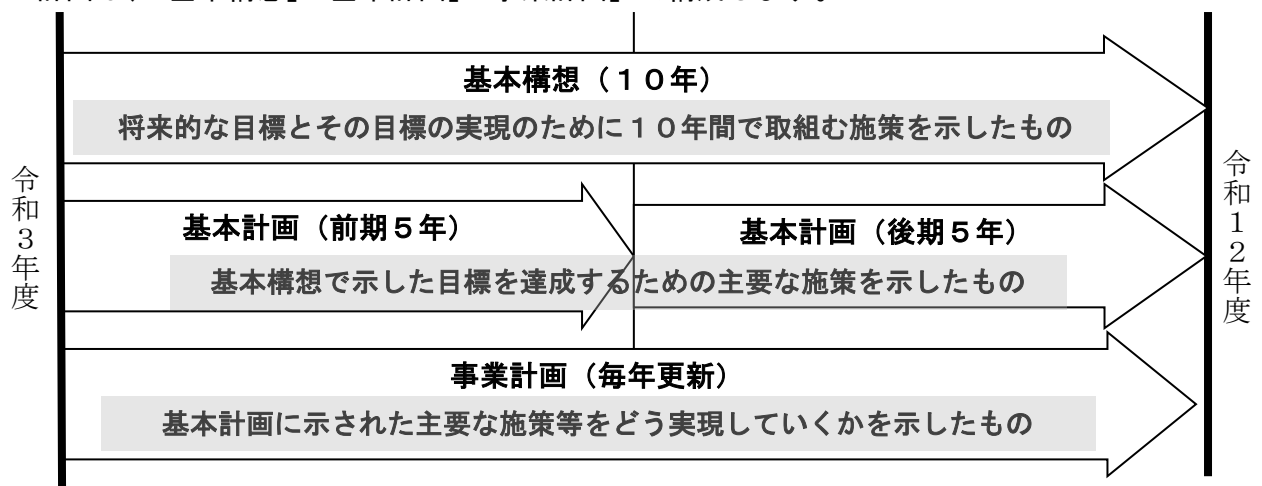 基本構想（１０年）
将来的な目標とその目標の実現のために１０年間で取組む施策を示したもの
令和３年度
令和１２年度
基本計画（前期５年）
基本計画（後期５年）
基本構想で示した目標を達成するための主要な施策を示したもの
事業計画（毎年更新）
基本計画に示された主要な施策等をどう実現していくかを示したもの